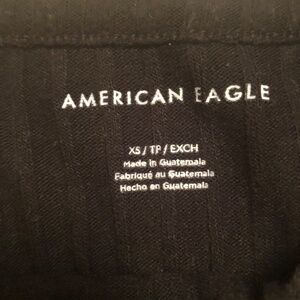 AMERICAN EAGLE
XS / TP / EXCH
Made in Guatemala
Fabriqué au Guatemala
Hecho en Guatemala